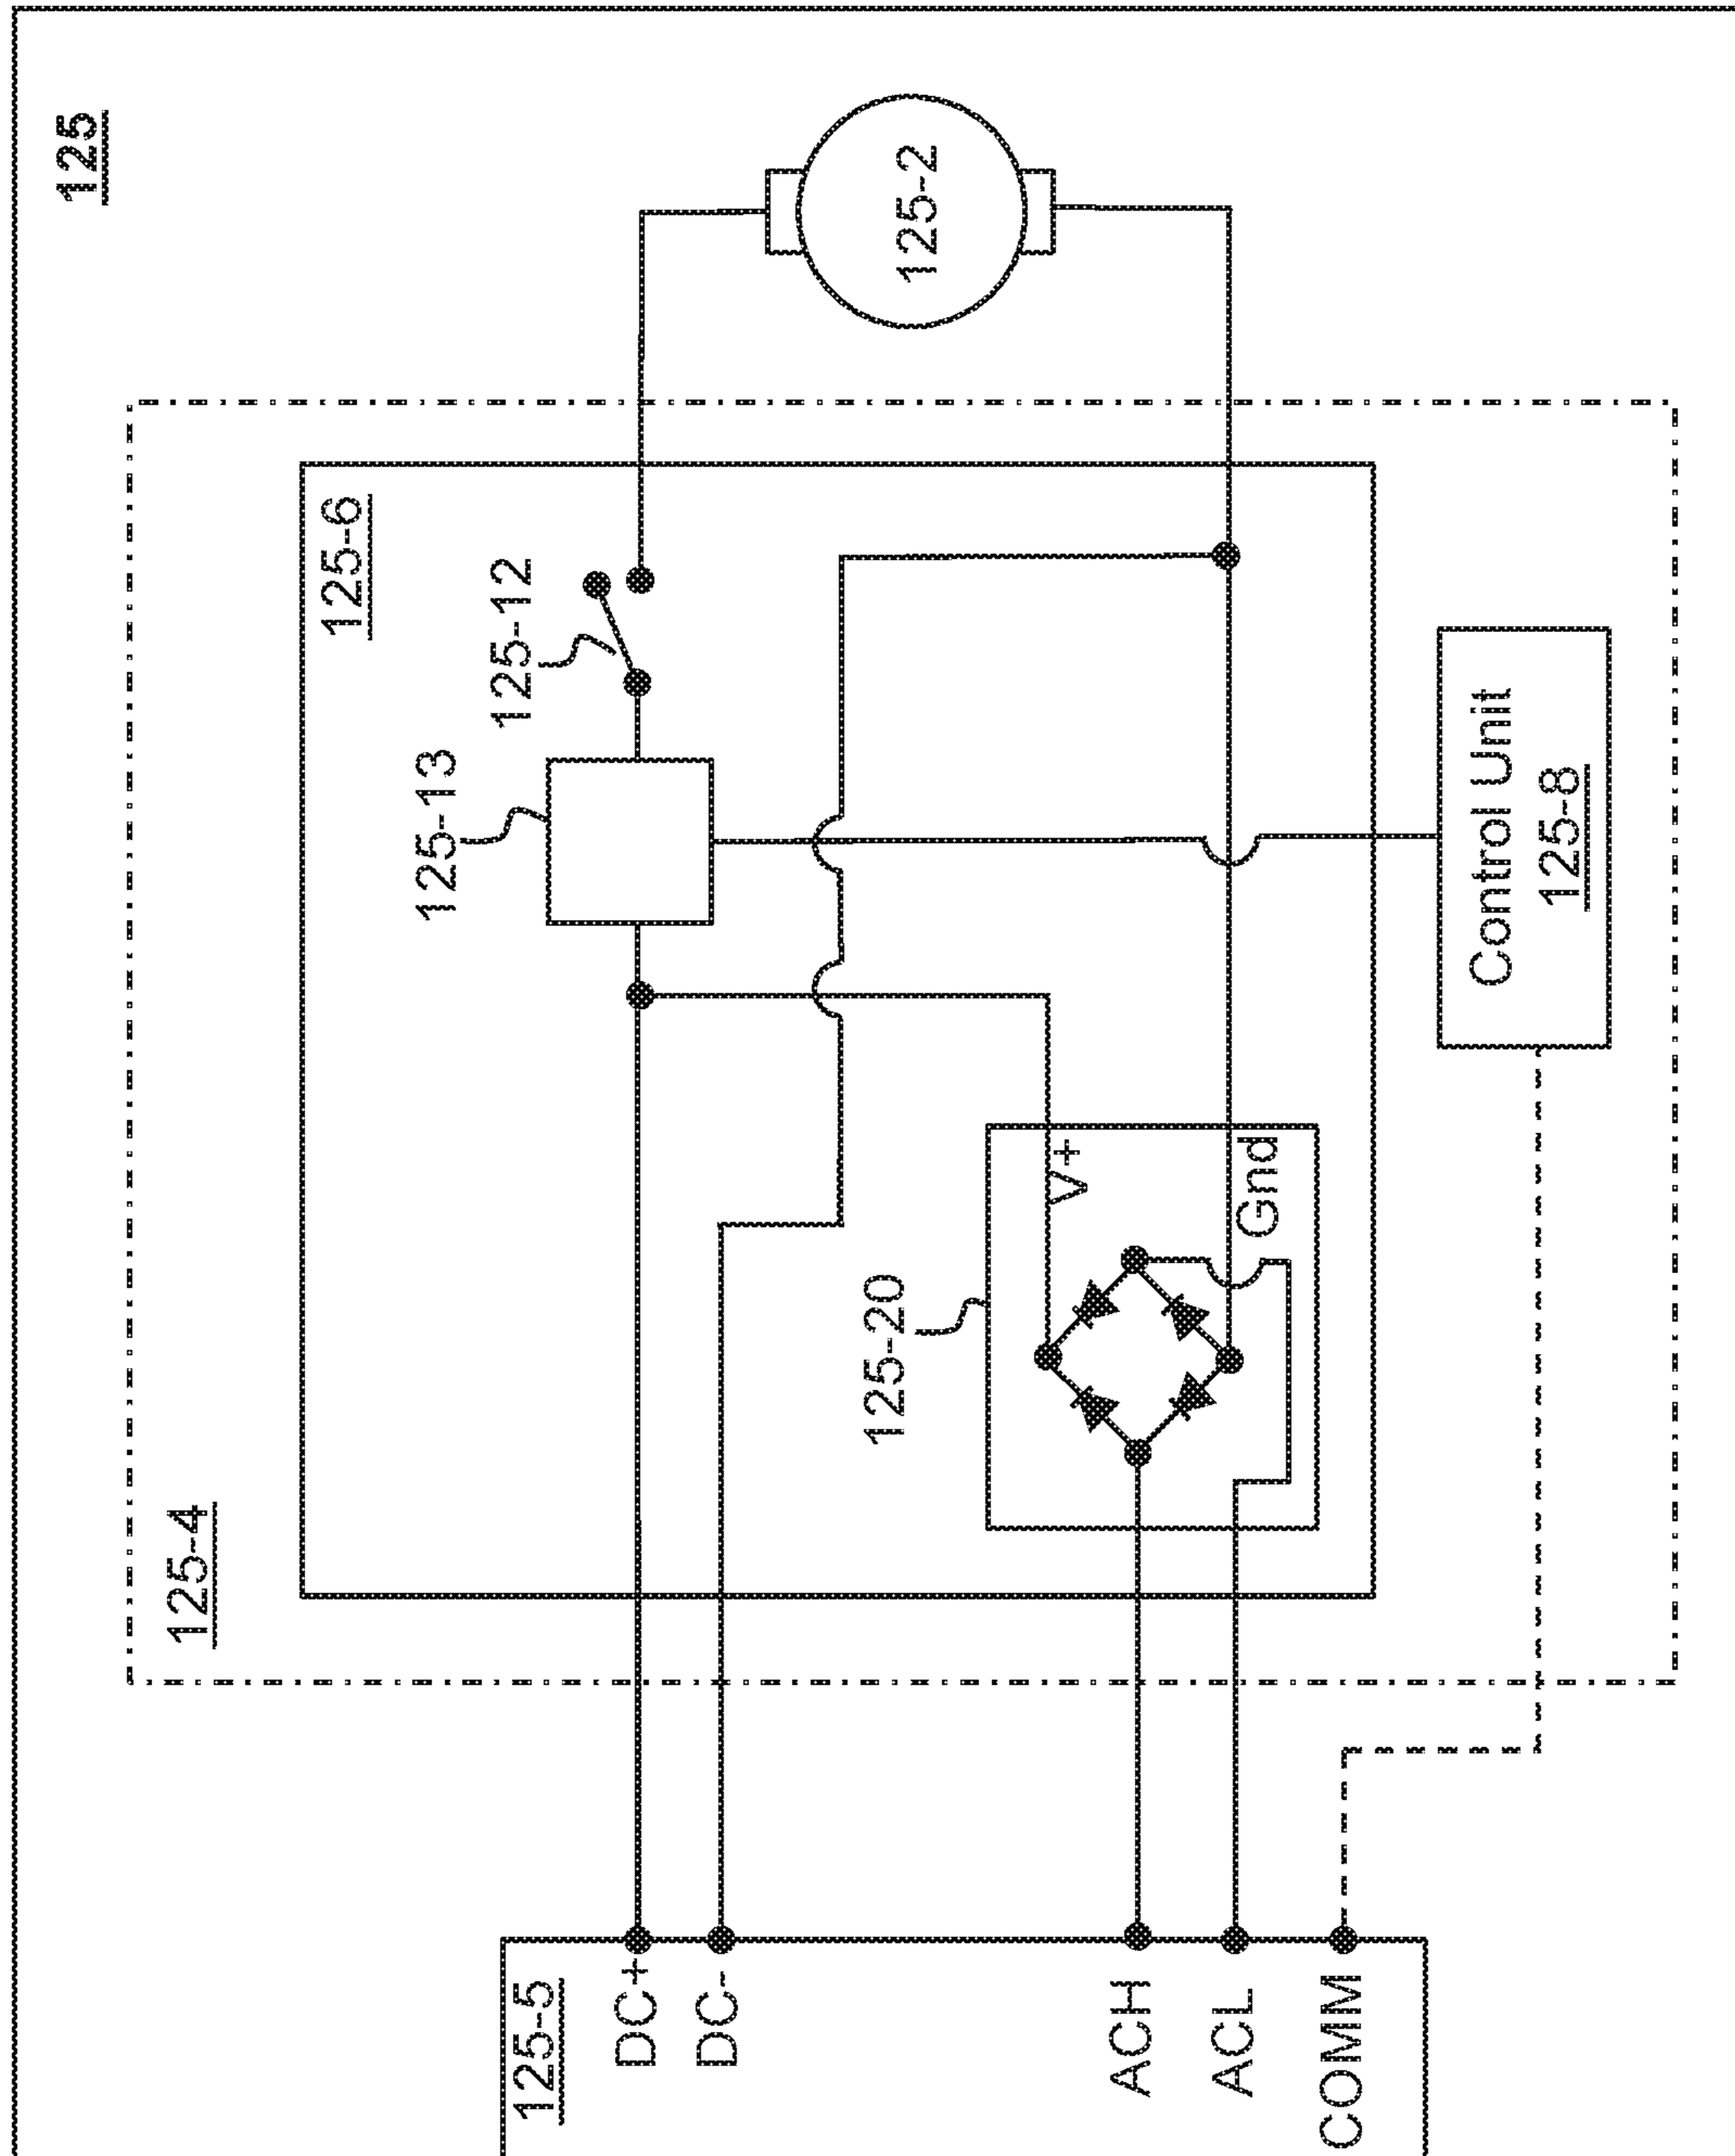 125
125-4
125-6
125-12
125-13
125-2
125-20
V+
Gnd
Control Unit
125-8
125-5
DC+
DC-
ACH
ACL
COMM